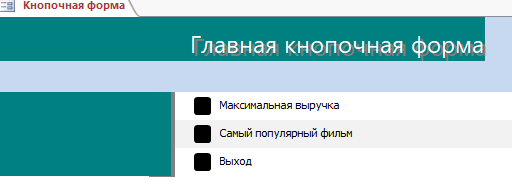 Кнопочная форма
Главная кнопочная форма
Максимальная выручка
Самый популярный фильм
Выход